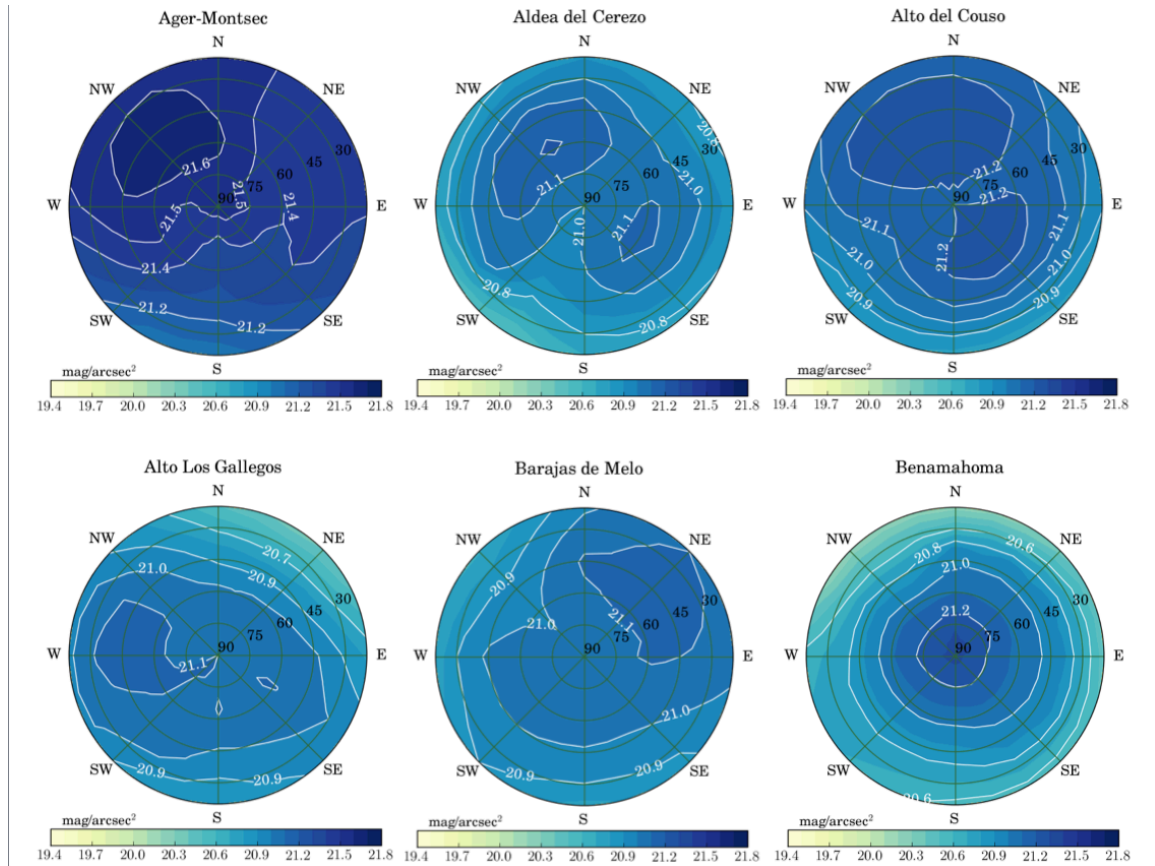 Ager-Montsec
N
NW
NE
30
45
60
75
90
21.6
21.5
21.5
21.4
W
E
21.4
21.2
21.2
SW
SE
S
mag/arcsec²
19.4 19.7 20.0 20.3 20.6 20.9 21.2 21.5 21.8
Aldea del Cerezo
N
NW
NE
30
45
60
75
90
21.0
21.1
21.1
21.0
W
E
20.8
20.8
SW
SE
S
mag/arcsec²
19.4 19.7 20.0 20.3 20.6 20.9 21.2 21.5 21.8
Alto del Couso
N
NW
NE
30
45
60
75
90
21.2
21.2
21.2
21.1
21.1
W
E
21.0
21.0
20.9
20.9
SW
SE
S
mag/arcsec²
19.4 19.7 20.0 20.3 20.6 20.9 21.2 21.5 21.8
Alto Los Gallegos
N
NW
NE
20.7
21.0
20.9
30
45
60
75
90
21.1
W
E
20.9
20.9
SW
SE
S
mag/arcsec²
19.4 19.7 20.0 20.3 20.6 20.9 21.2 21.5 21.8
Barajas de Melo
N
NW
NE
20.9
30
45
60
75
90
21.0
21.1
W
E
21.0
20.9
20.9
SW
SE
S
mag/arcsec²
19.4 19.7 20.0 20.3 20.6 20.9 21.2 21.5 21.8
Benamahoma
N
NW
NE
20.8
20.6
21.0
30
45
60
75
90
21.2
W
E
20.6
SW
SE
S
mag/arcsec²
19.4 19.7 20.0 20.3 20.6 20.9 21.2 21.5 21.8